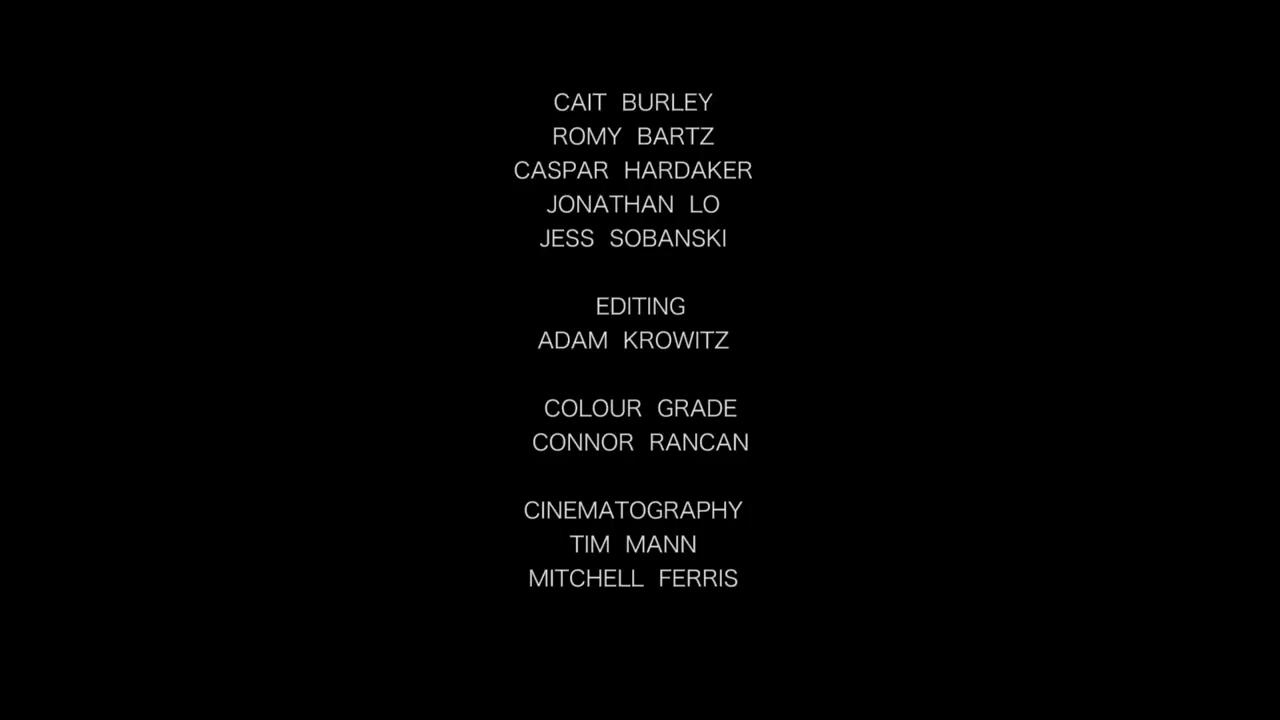 CAIT BURLEY
ROMY BARTZ
CASPAR HARDAKER
JONATHAN LO
JESS SOBANSKI
EDITING
ADAM KROWITZ
COLOUR GRADE
CONNOR RANCAN
CINEMATOGRAPHY
TIM MANN
MITCHELL FERRIS